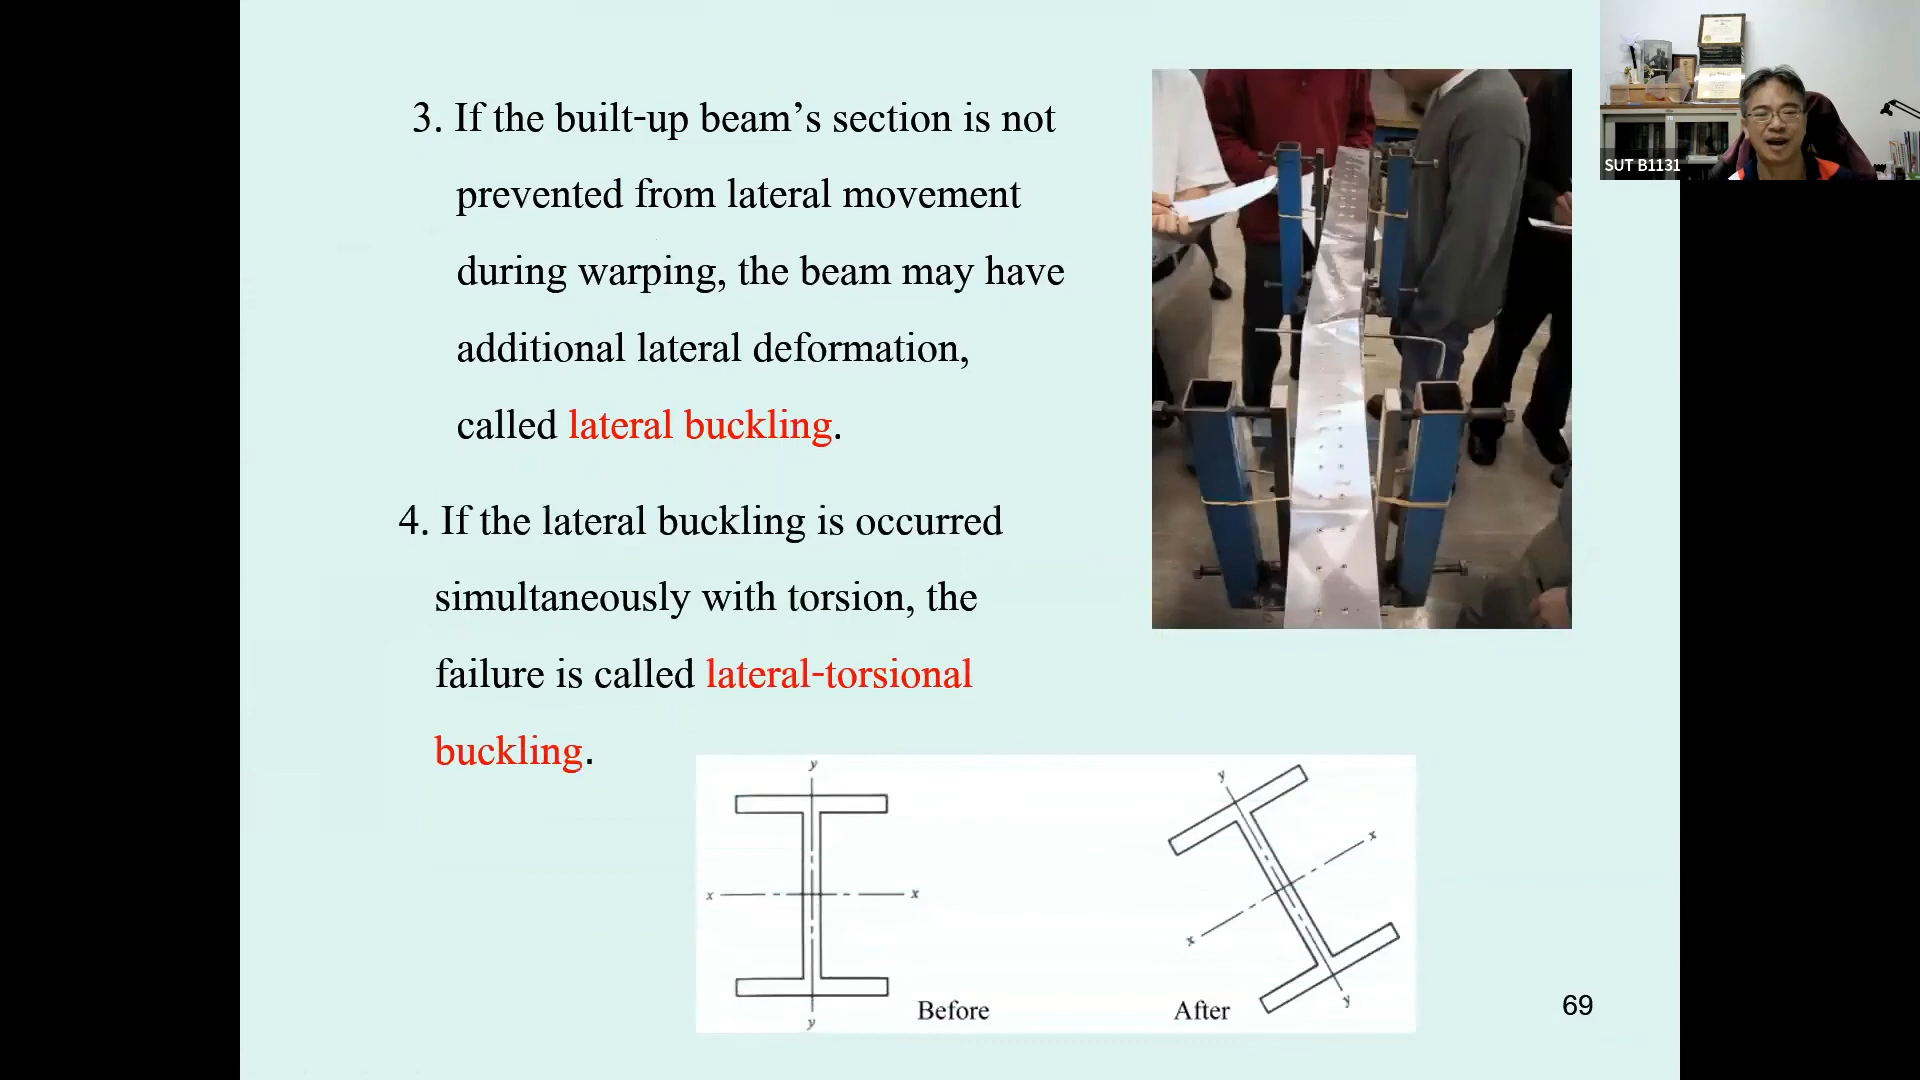 3. If the built-up beam’s section is not
prevented from lateral movement
during warping, the beam may have
additional lateral deformation,
called lateral buckling.
4. If the lateral buckling is occurred
simultaneously with torsion, the
failure is called lateral-torsional
buckling.
SUT B1131
y
x
x
y
Before
y
x
x
y
After
69